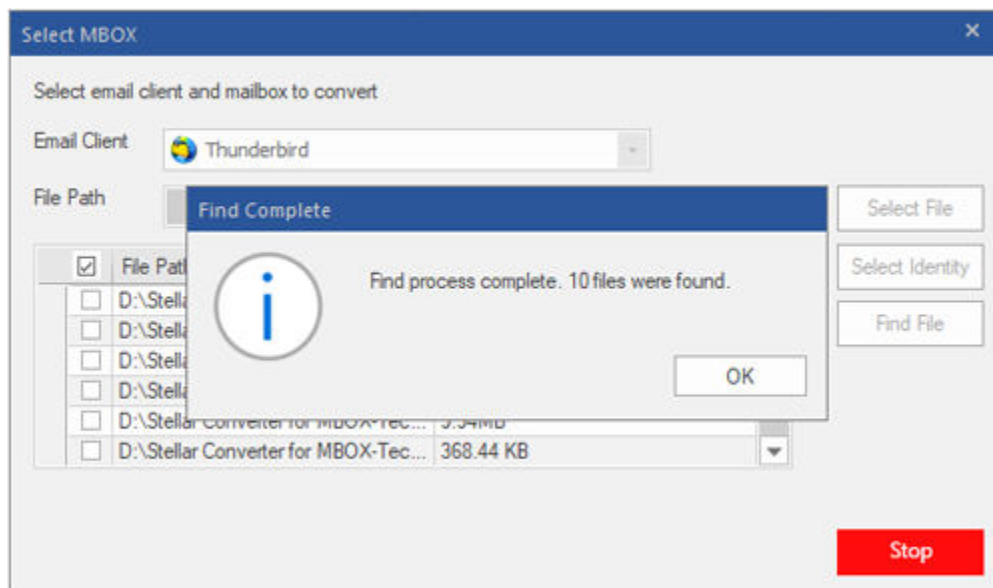 Select MBOX
Select email client and mailbox to convert
Email Client
Thunderbird
File Path
Select File
Find Complete
Find process complete. 10 files were found.
OK
Select Identity
Find File
File Path
D:\Stella
D:\Stella
D:\Stella
D:\Stella
D:\Stellar Converter for MBOX-Tec...
D:\Stellar Converter for MBOX-Tec... 368.44 KB
Stop